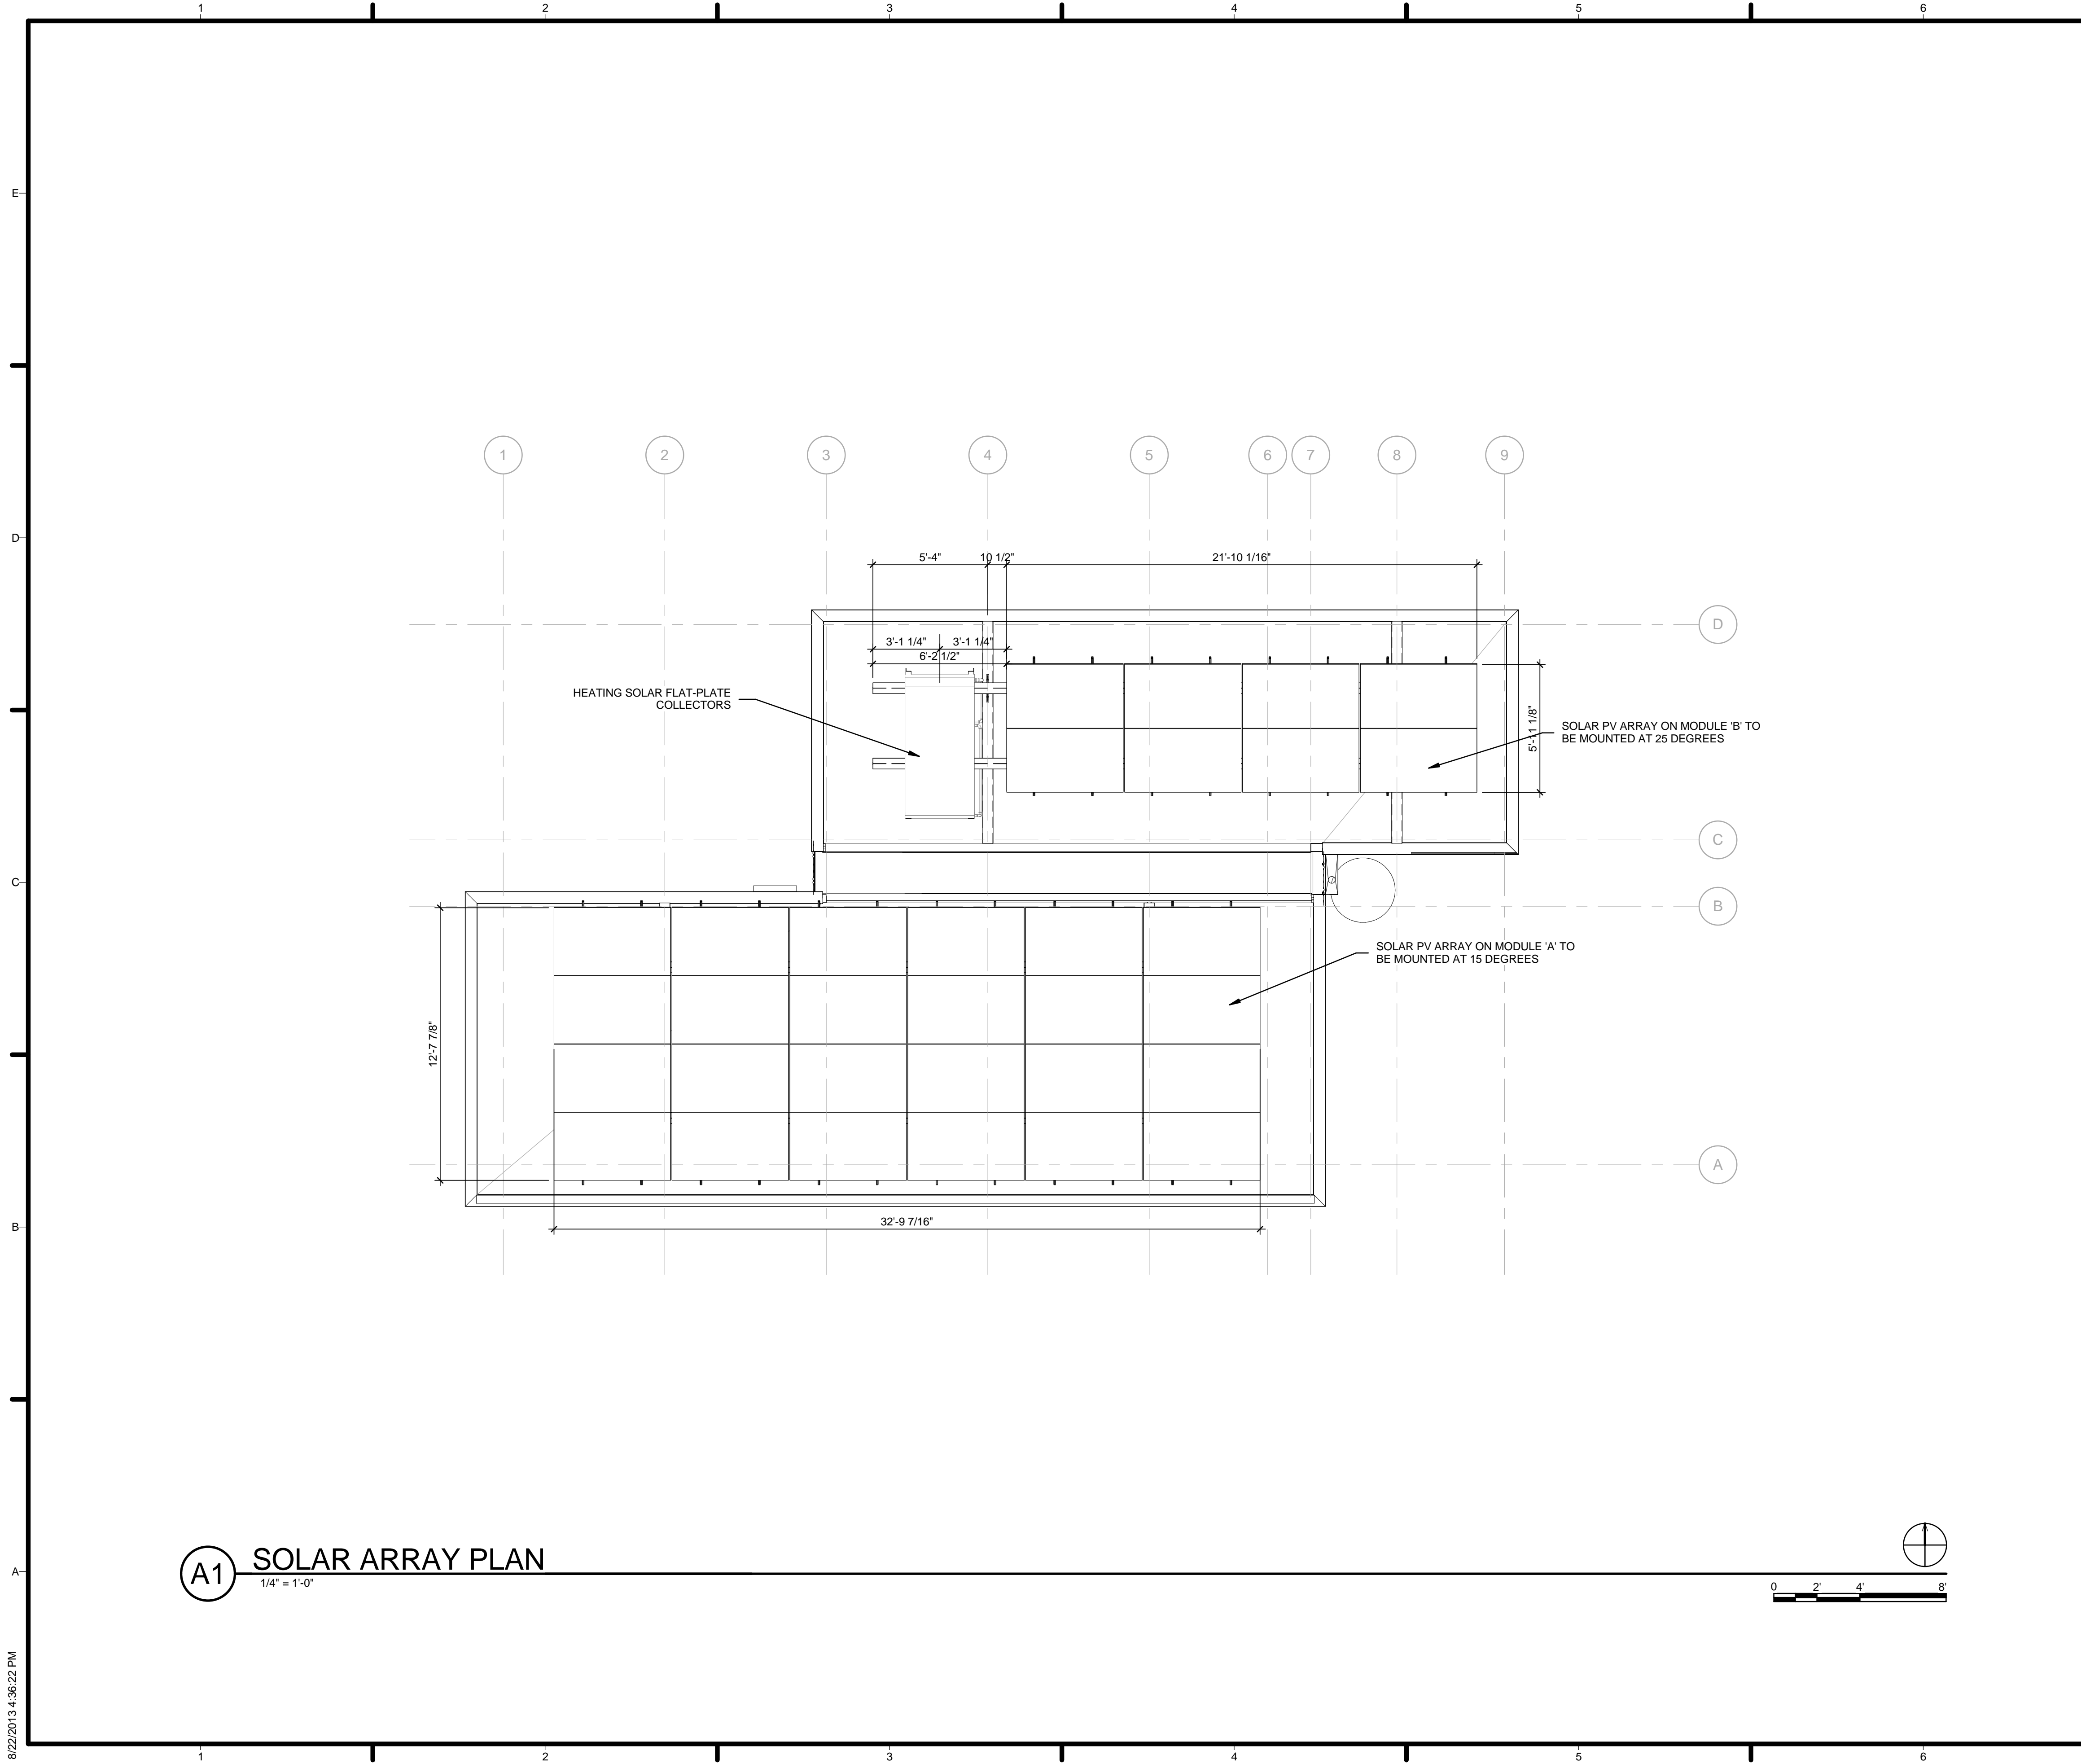 1 2 3 4 5 6
E
D
C
B
A
1 2 3 4 5 6 7 8 9
5'-4" 10 1/2" 21'-10 1/16"
D
3'-1 1/4" 3'-1 1/4"
6'-2 1/2"
HEATING SOLAR FLAT-PLATE
COLLECTORS
5'-11 1/8"
SOLAR PV ARRAY ON MODULE 'B' TO
BE MOUNTED AT 25 DEGREES
C
B
SOLAR PV ARRAY ON MODULE 'A' TO
BE MOUNTED AT 15 DEGREES
12'-7 7/8"
A
32'-9 7/16"
A1 SOLAR ARRAY PLAN
1/4" = 1'-0"
0 2' 4' 8'
8/22/2013 4:36:22 PM
1 2 3 4 5 6